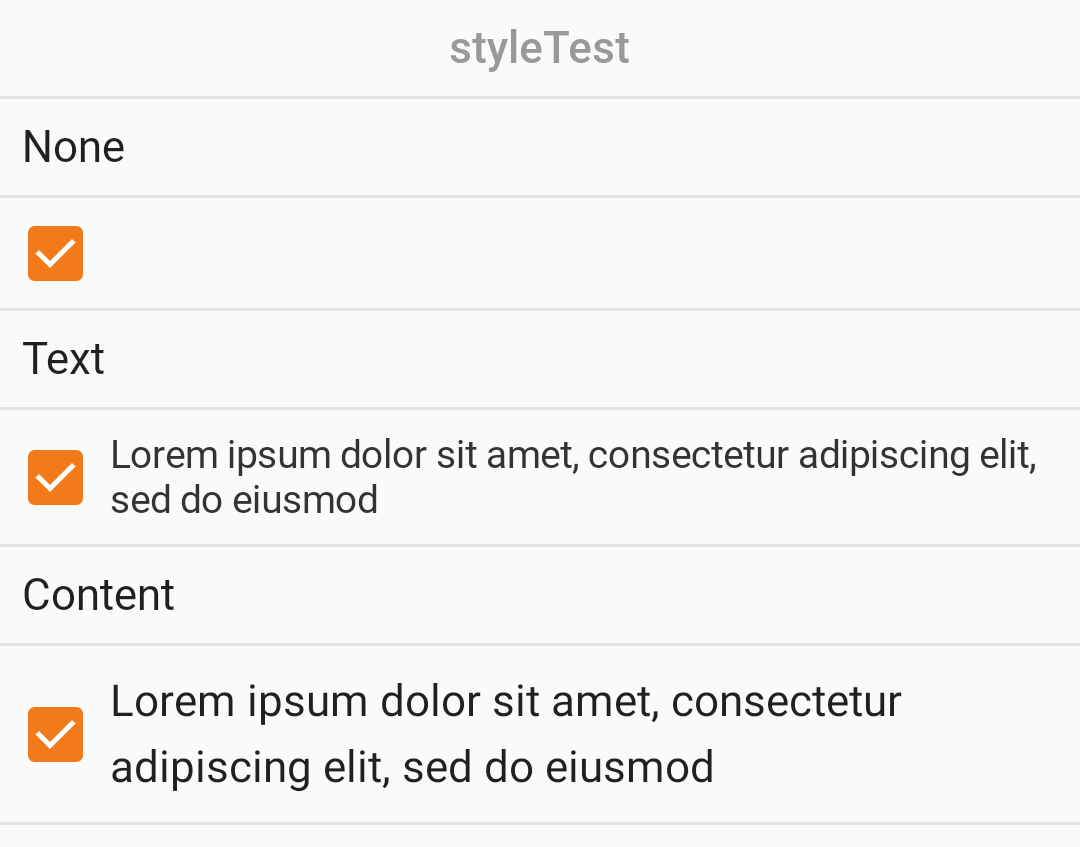 styleTest
None
Text
Lorem ipsum dolor sit amet, consectetur adipiscing elit,
sed do eiusmod
Content
Lorem ipsum dolor sit amet, consectetur
adipiscing elit, sed do eiusmod